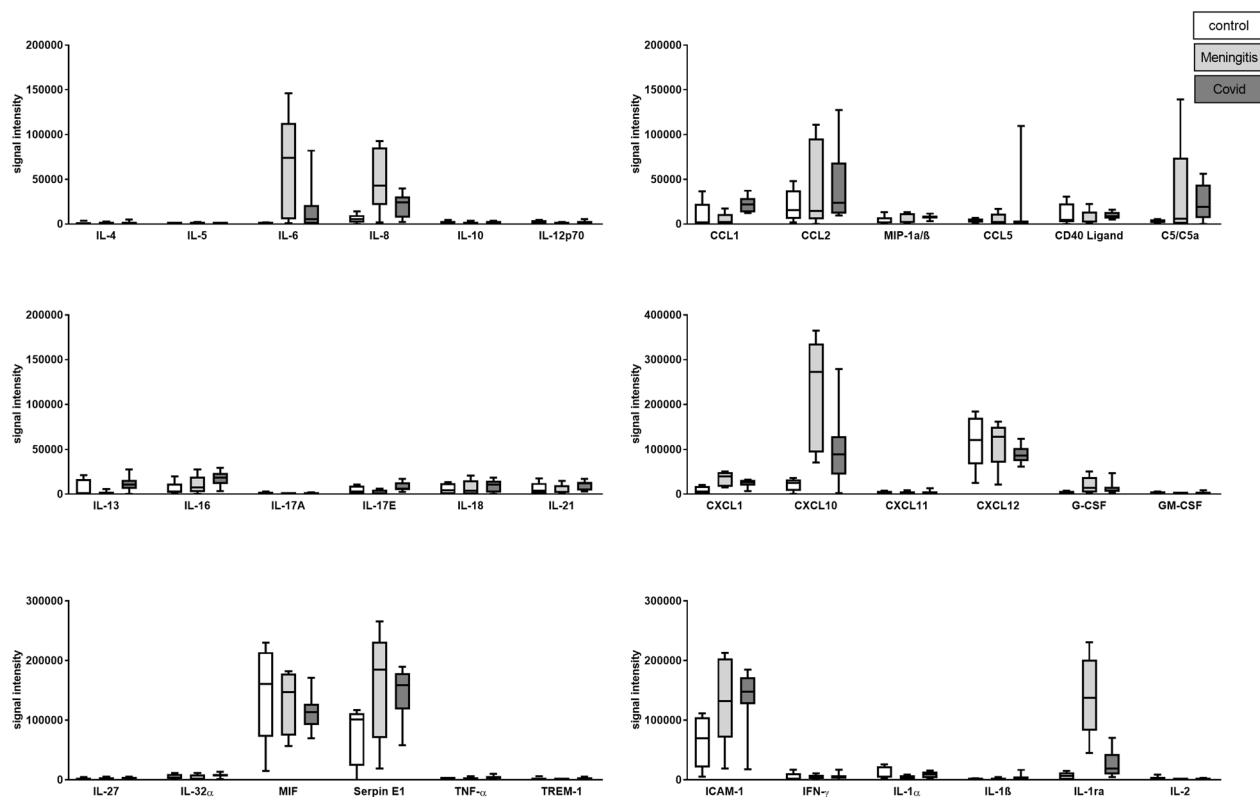 control
Meningitis
Covid
signal intensity
200000
150000
100000
50000
0
IL-4 IL-5 IL-6 IL-8 IL-10 IL-12p70
signal intensity
200000
150000
100000
50000
0
CCL1 CCL2 MIP-1a/ß CCL5 CD40 Ligand C5/C5a
signal intensity
200000
150000
100000
50000
0
IL-13 IL-16 IL-17A IL-17E IL-18 IL-21
signal intensity
400000
300000
200000
100000
0
CXCL1 CXCL10 CXCL11 CXCL12 G-CSF GM-CSF
signal intensity
300000
200000
100000
0
IL-27 IL-32α MIF Serpin E1 TNF-α TREM-1
signal intensity
300000
200000
100000
0
ICAM-1 IFN-γ IL-1α IL-1ß IL-1ra IL-2